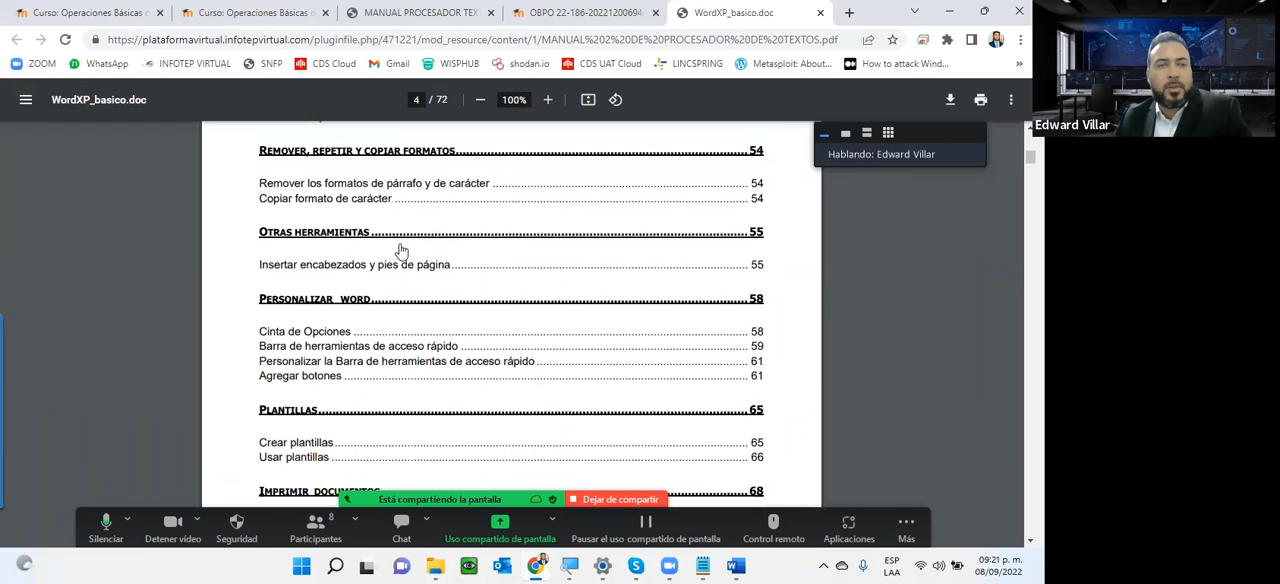 Curso: Operaciones Básicas d
Curso: Operaciones Básicas d
MANUAL PROCESADOR TEX
OBPO 22-186-20221200694
WordXP_basico.doc
https://plataformavirtual.infotepvirtual.com/pluginfile.php/471221/mod_resource/content/1/MANUAL%202%20DE%20PROCESADOR%20DE%20TEXTOS.pdf
ZOOM
WhatsApp
INFOTEP VIRTUAL
SNFP
CDS Cloud
Gmail
WISPHUB
shodan.io
CDS UAT Cloud
LINCSPRING
Metasploit: About...
How to attack Wind...
»
WordXP_basico.doc
4 / 72
100%
Edward Villar
Hablando: Edward Villar
REMOVER, REPETIR Y COPIAR FORMATOS 54
Remover los formatos de párrafo y de carácter 54
Copiar formato de carácter 54
OTRAS HERRAMIENTAS 55
Insertar encabezados y pies de página 55
PERSONALIZAR WORD 58
Cinta de Opciones 58
Barra de herramientas de acceso rápido 59
Personalizar la Barra de herramientas de acceso rápido 61
Agregar botones 61
PLANTILLAS 65
Crear plantillas 65
Usar plantillas 66
IMPRIMIR DOCUMENTOS 68
Está compartiendo la pantalla
Dejar de compartir
Silenciar
Detener vídeo
Seguridad
8
Participantes
Chat
Uso compartido de pantalla
Pausar el uso compartido de pantalla
Control remoto
Aplicaciones
Más
ESP
LAA
09:21 p. m.
08/09/2022